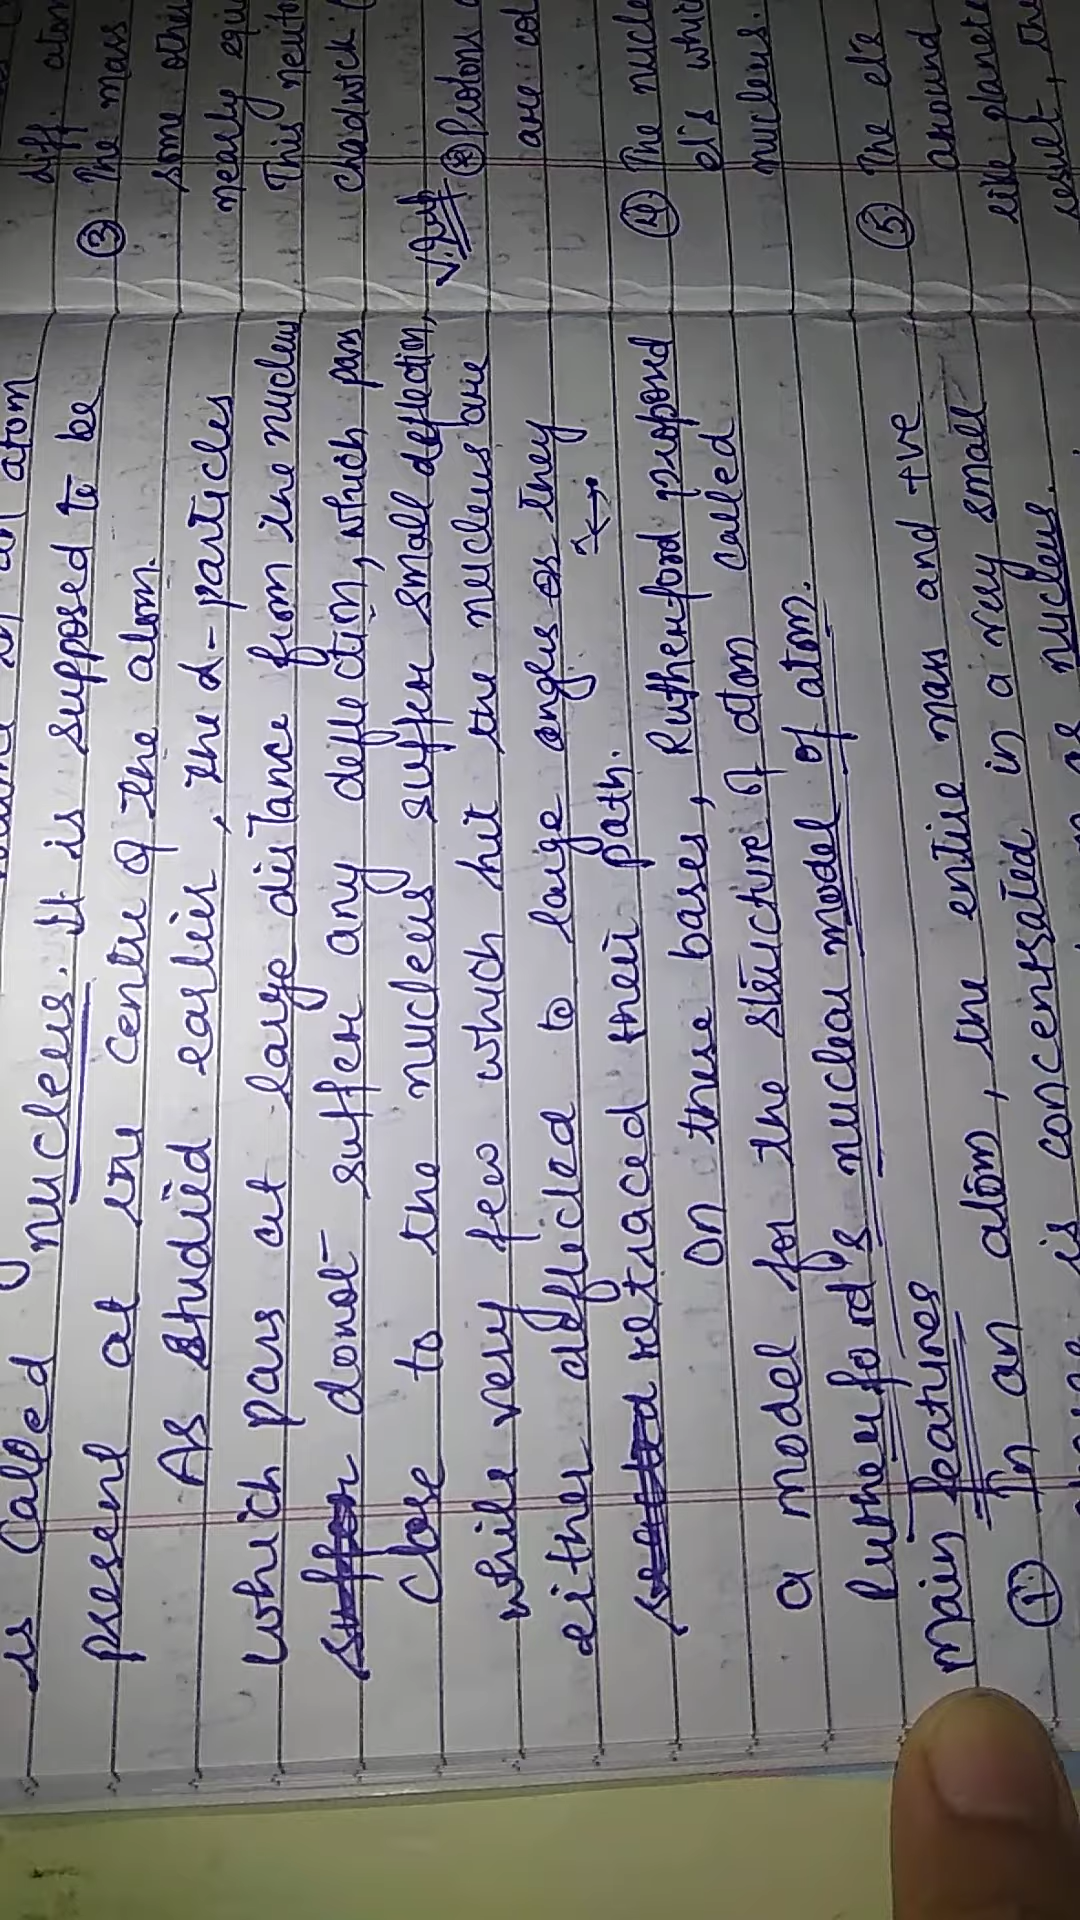 is called nucleus. It is supposed to be
present at the centre of the atom.
As studied earlier, the α-particles
which pass at large distance from the nucleus
donot suffer any deflection, which pass
close to the nucleus suffer small deflection,
while very few which hit the nucleus are
either deflected to large angles or they
retraced their path.
On these bases, Rutherford proposed
a model for the structure of atom called
Rutherford's nuclear model of atom.
main features
① In an atom, the entire mass and +ve
is concentrated in a very small
nucleus.
diff. atom
③ The mass
some othe
nearly equ
This neutro
chadwick
V.Imp
Protons
are col
④ The nucle
el's whic
nucleus.
⑤ The el's
around
like planets
result, the